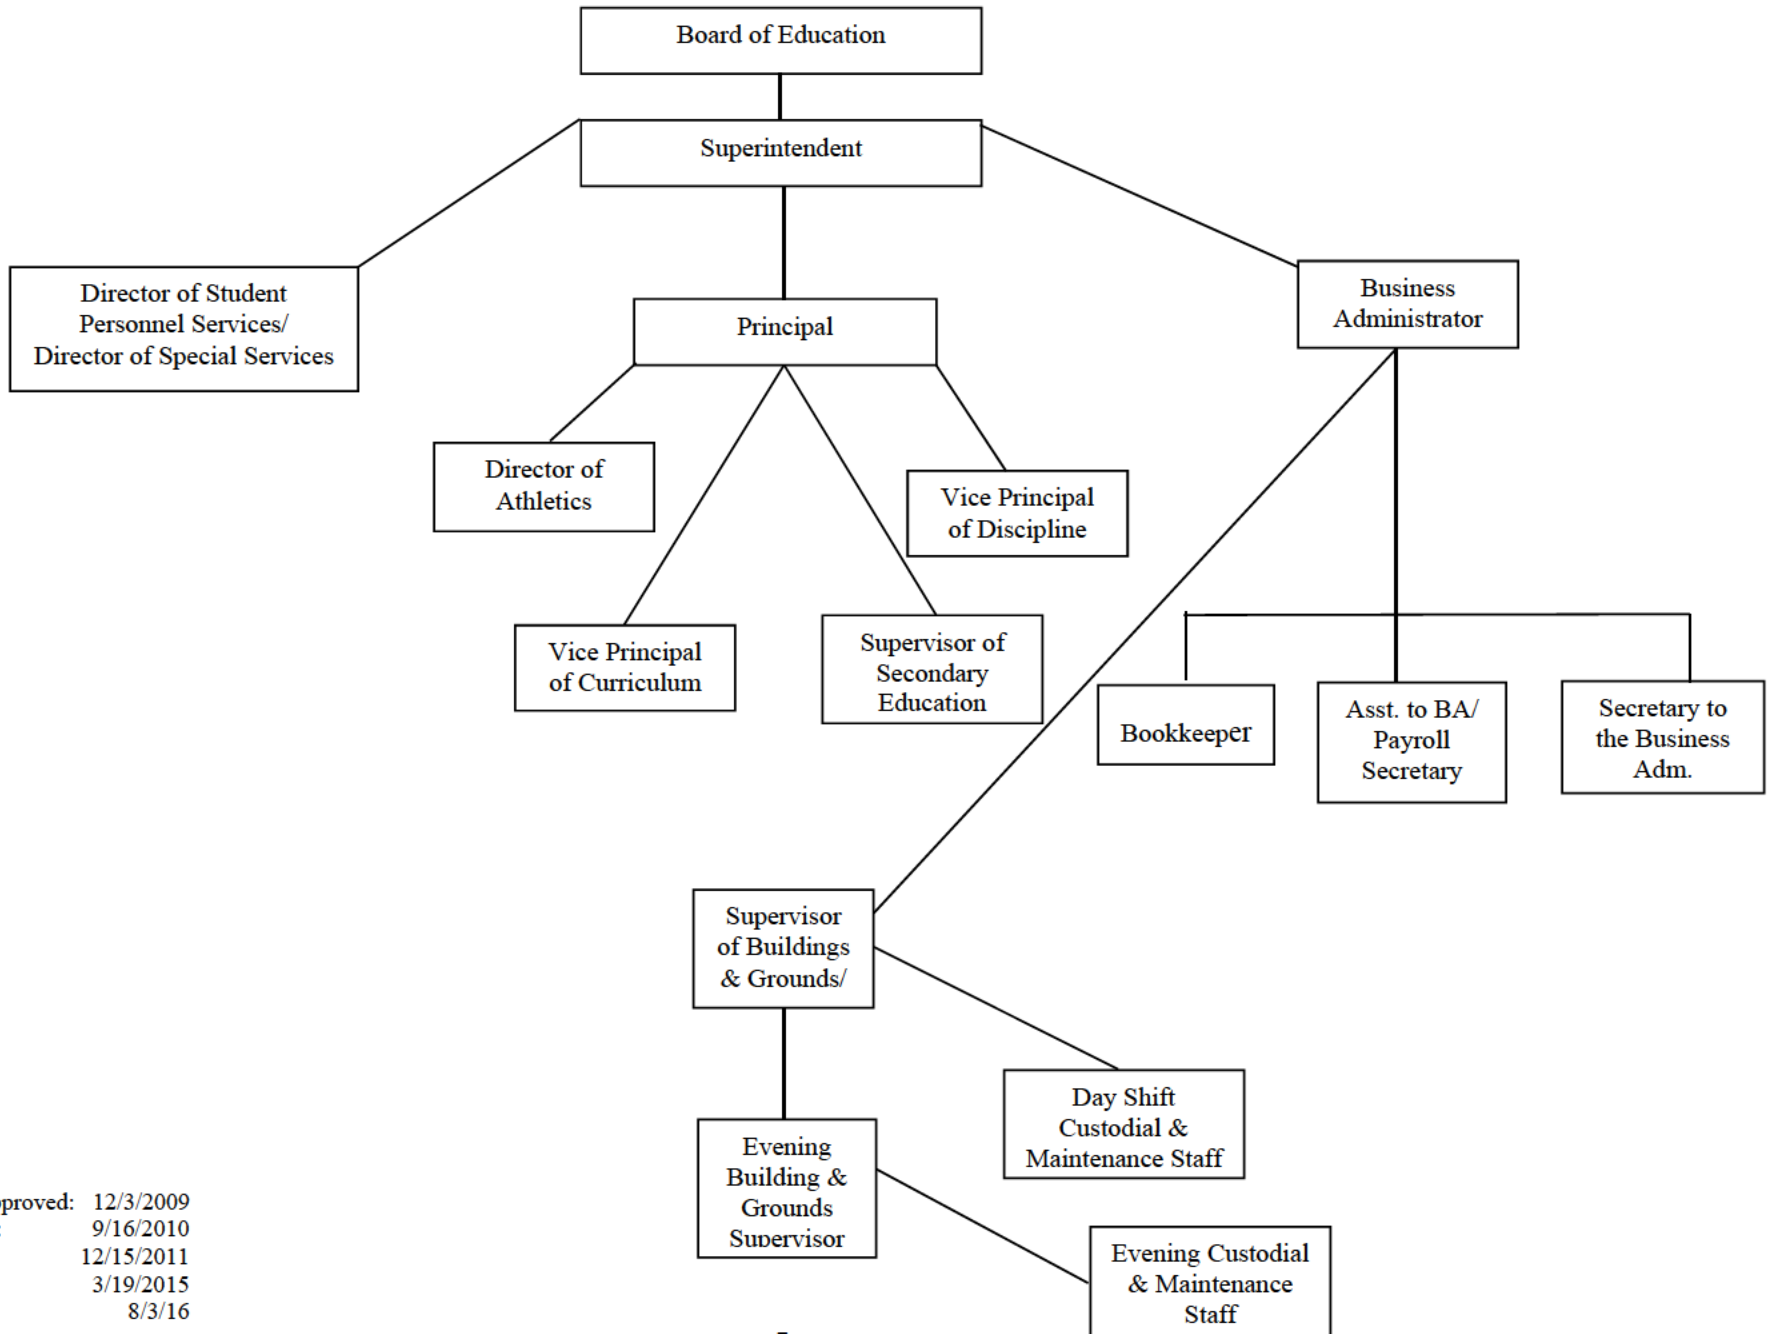 Board of Education
Superintendent
Director of Student
Personnel Services/
Director of Special Services
Business
Administrator
Principal
Director of
Athletics
Vice Principal
of Discipline
Vice Principal
of Curriculum
Supervisor of
Secondary
Education
Bookkeeper
Asst. to BA/
Payroll
Secretary
Secretary to
the Business
Adm.
Supervisor
of Buildings
& Grounds/
Day Shift
Custodial &
Maintenance Staff
Evening
Building &
Grounds
Supervisor
Evening Custodial
& Maintenance
Staff
proved: 12/3/2009
: 9/16/2010
12/15/2011
3/19/2015
8/3/16